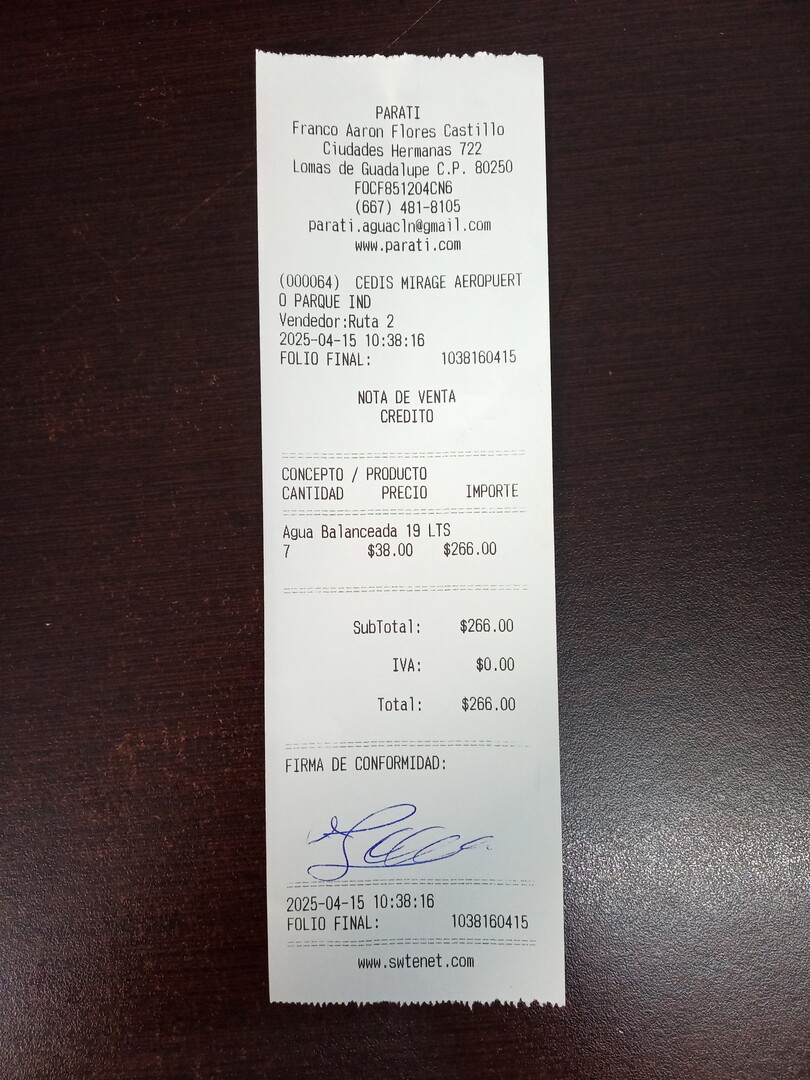 PARATI
Franco Aaron Flores Castillo
Ciudades Hermanas 722
Lomas de Guadalupe C.P. 80250
FOCF851204CN6
(667) 481-8105
parati.aguacln@gmail.com
www.parati.com
(000064) CEDIS MIRAGE AEROPUERT
O PARQUE IND
Vendedor:Ruta 2
2025-04-15 10:38:16
FOLIO FINAL: 1038160415
NOTA DE VENTA
CREDITO
CONCEPTO / PRODUCTO
CANTIDAD PRECIO IMPORTE
Agua Balanceada 19 LTS
7 $38.00 $266.00
SubTotal: $266.00
IVA: $0.00
Total: $266.00
FIRMA DE CONFORMIDAD:
2025-04-15 10:38:16
FOLIO FINAL: 1038160415
www.swtenet.com